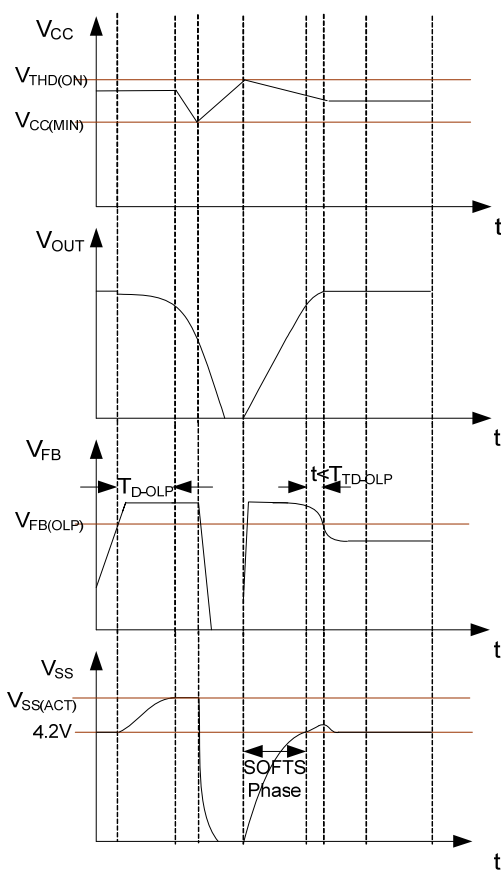 VCC
VTHD(ON)
VCC(MIN)
t
VOUT
t
VFB
TD-OLP
t<TTD-OLP
VFB(OLP)
t
VSS
VSS(ACT)
4.2V
SOFTS
Phase
t